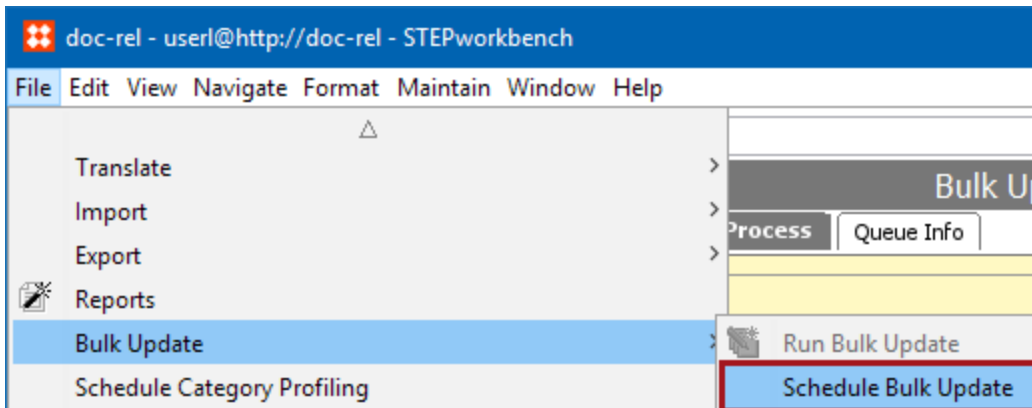 doc-rel - userl@http://doc-rel - STEPworkbench
File Edit View Navigate Format Maintain Window Help
Translate
Import
Export
Reports
Bulk Update
Schedule Category Profiling
Bulk U
Process
Queue Info
Run Bulk Update
Schedule Bulk Update